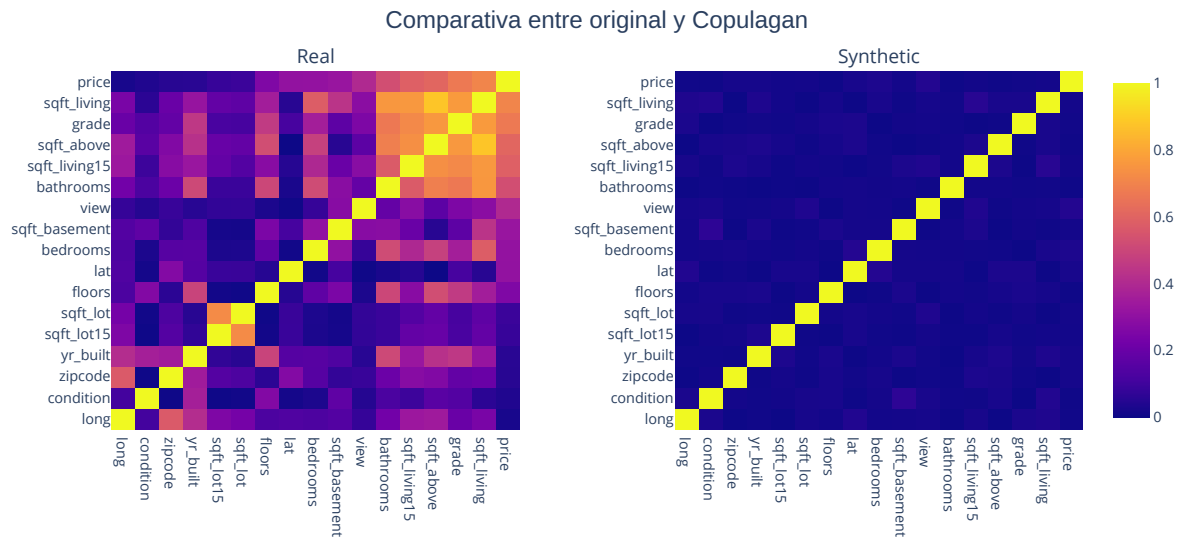 Comparativa entre original y Copulagan
Real
Synthetic
price
sqft_living
grade
sqft_above
sqft_living15
bathrooms
view
sqft_basement
bedrooms
lat
floors
sqft_lot
sqft_lot15
yr_built
zipcode
condition
long
long
condition
zipcode
yr_built
sqft_lot15
sqft_lot
floors
lat
bedrooms
sqft_basement
view
bathrooms
sqft_living15
sqft_above
grade
sqft_living
price
price
sqft_living
grade
sqft_above
sqft_living15
bathrooms
view
sqft_basement
bedrooms
lat
floors
sqft_lot
sqft_lot15
yr_built
zipcode
condition
long
long
condition
zipcode
yr_built
sqft_lot15
sqft_lot
floors
lat
bedrooms
sqft_basement
view
bathrooms
sqft_living15
sqft_above
grade
sqft_living
price
1
0.8
0.6
0.4
0.2
0